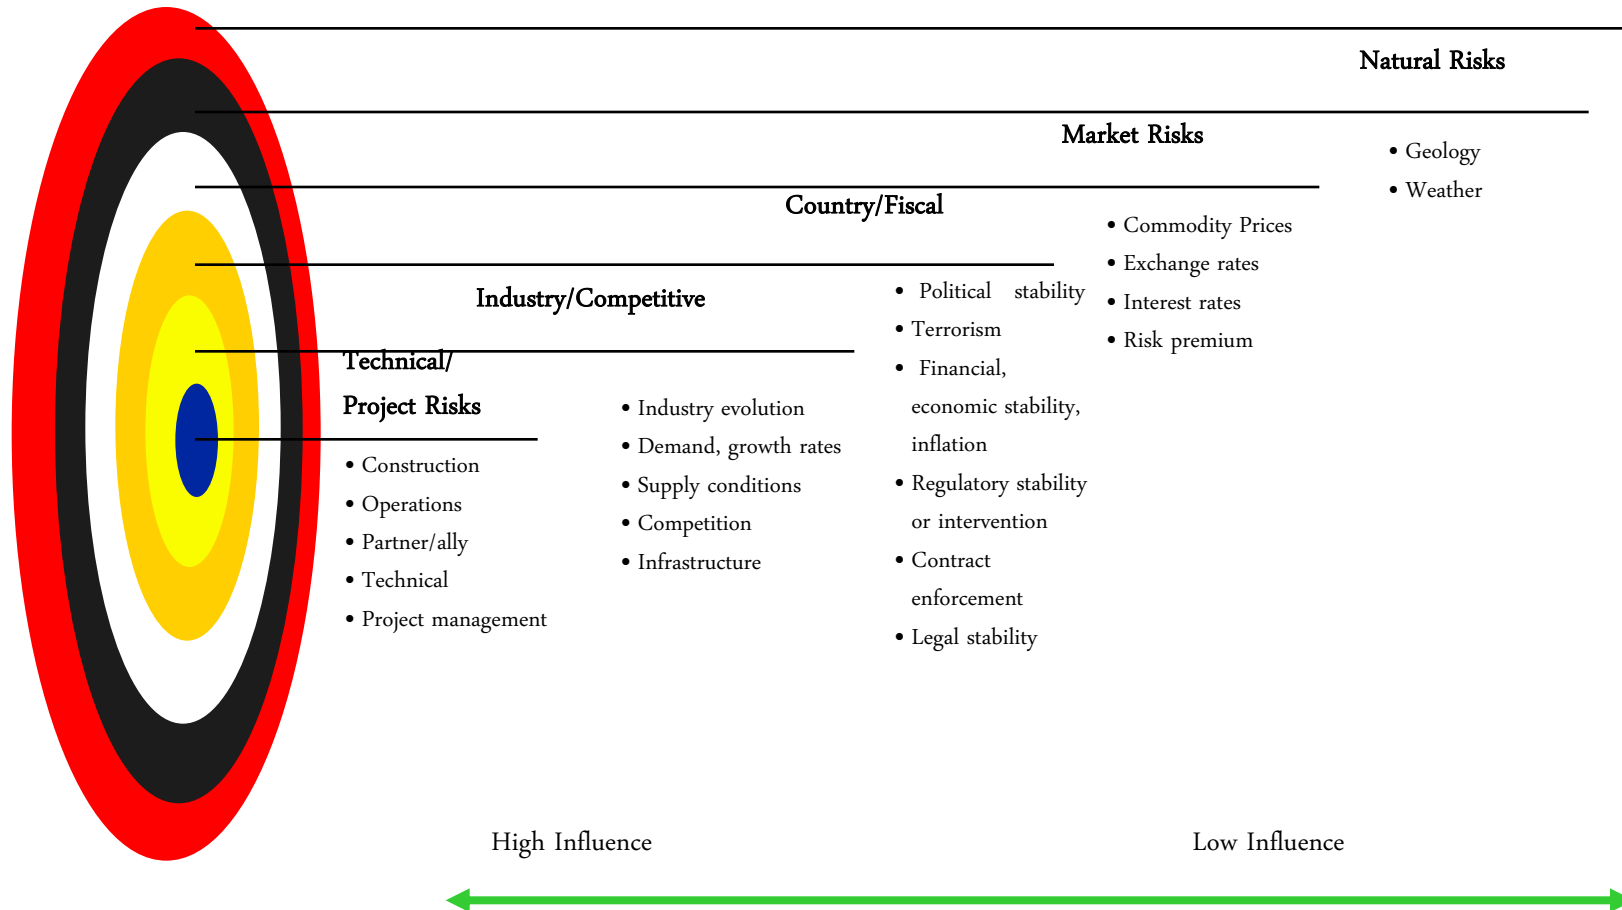 Natural Risks
• Geology
• Weather
Market Risks
• Commodity Prices
• Exchange rates
• Interest rates
• Risk premium
Country/Fiscal
• Political stability
• Terrorism
• Financial,
economic stability,
inflation
• Regulatory stability
or intervention
• Contract
enforcement
• Legal stability
Industry/Competitive
• Industry evolution
• Demand, growth rates
• Supply conditions
• Competition
• Infrastructure
Technical/
Project Risks
• Construction
• Operations
• Partner/ally
• Technical
• Project management
High Influence
Low Influence